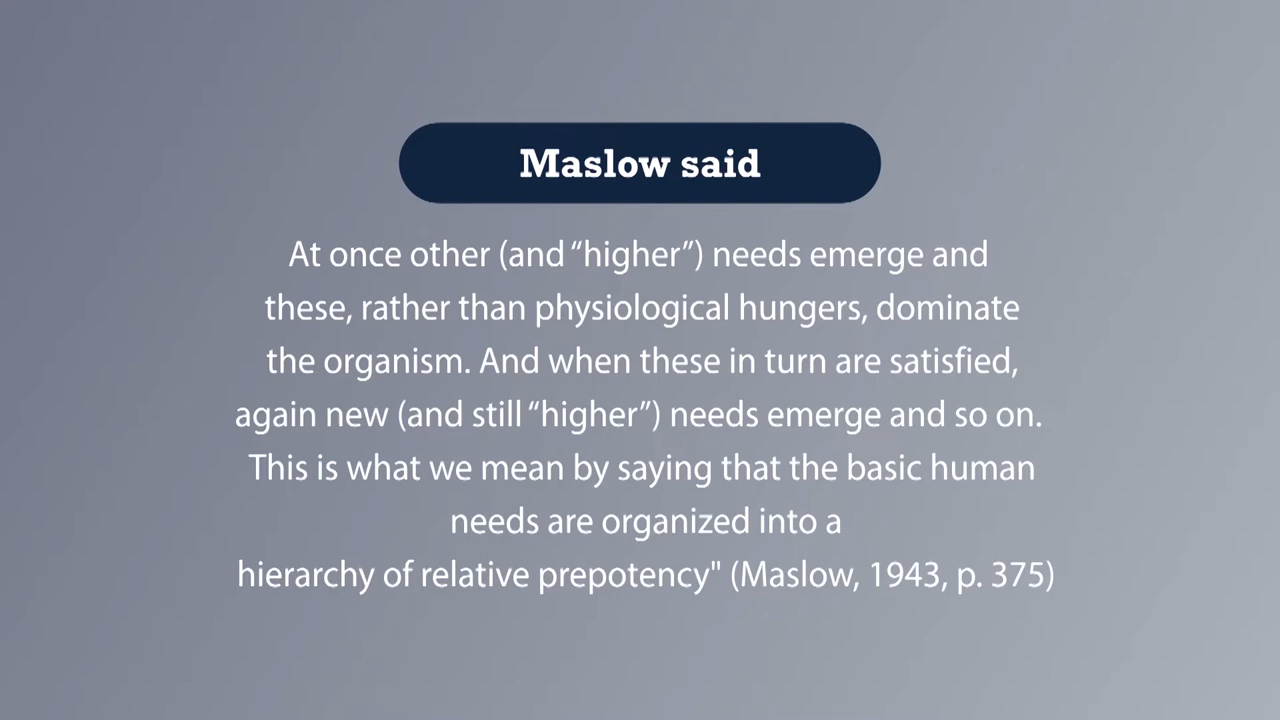 Maslow said
At once other (and “higher”) needs emerge and
these, rather than physiological hungers, dominate
the organism. And when these in turn are satisfied,
again new (and still “higher”) needs emerge and so on.
This is what we mean by saying that the basic human
needs are organized into a
hierarchy of relative prepotency" (Maslow, 1943, p. 375)